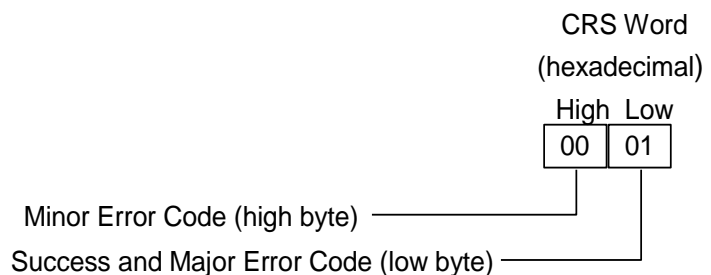 CRS Word
(hexadecimal)
High Low
00 01
Minor Error Code (high byte)
Success and Major Error Code (low byte)